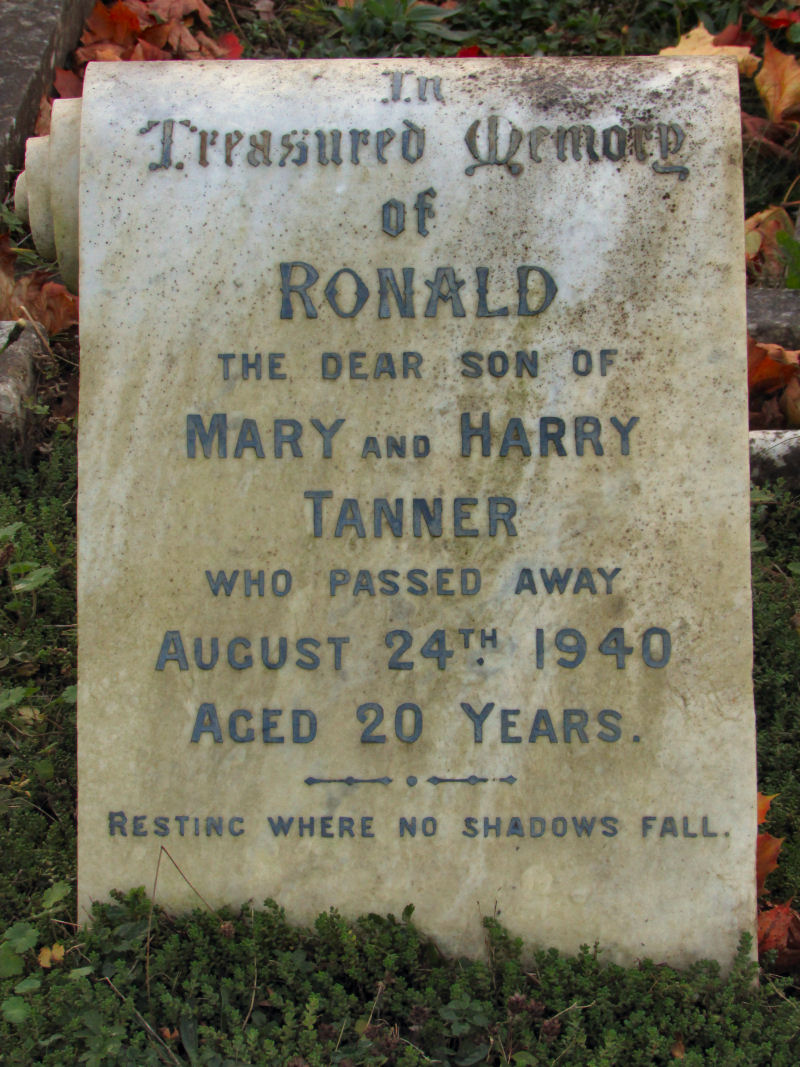 In
Treasured Memory
of
RONALD
THE DEAR SON OF
MARY AND HARRY
TANNER
WHO PASSED AWAY
AUGUST 24TH 1940
AGED 20 YEARS.
RESTING WHERE NO SHADOWS FALL.